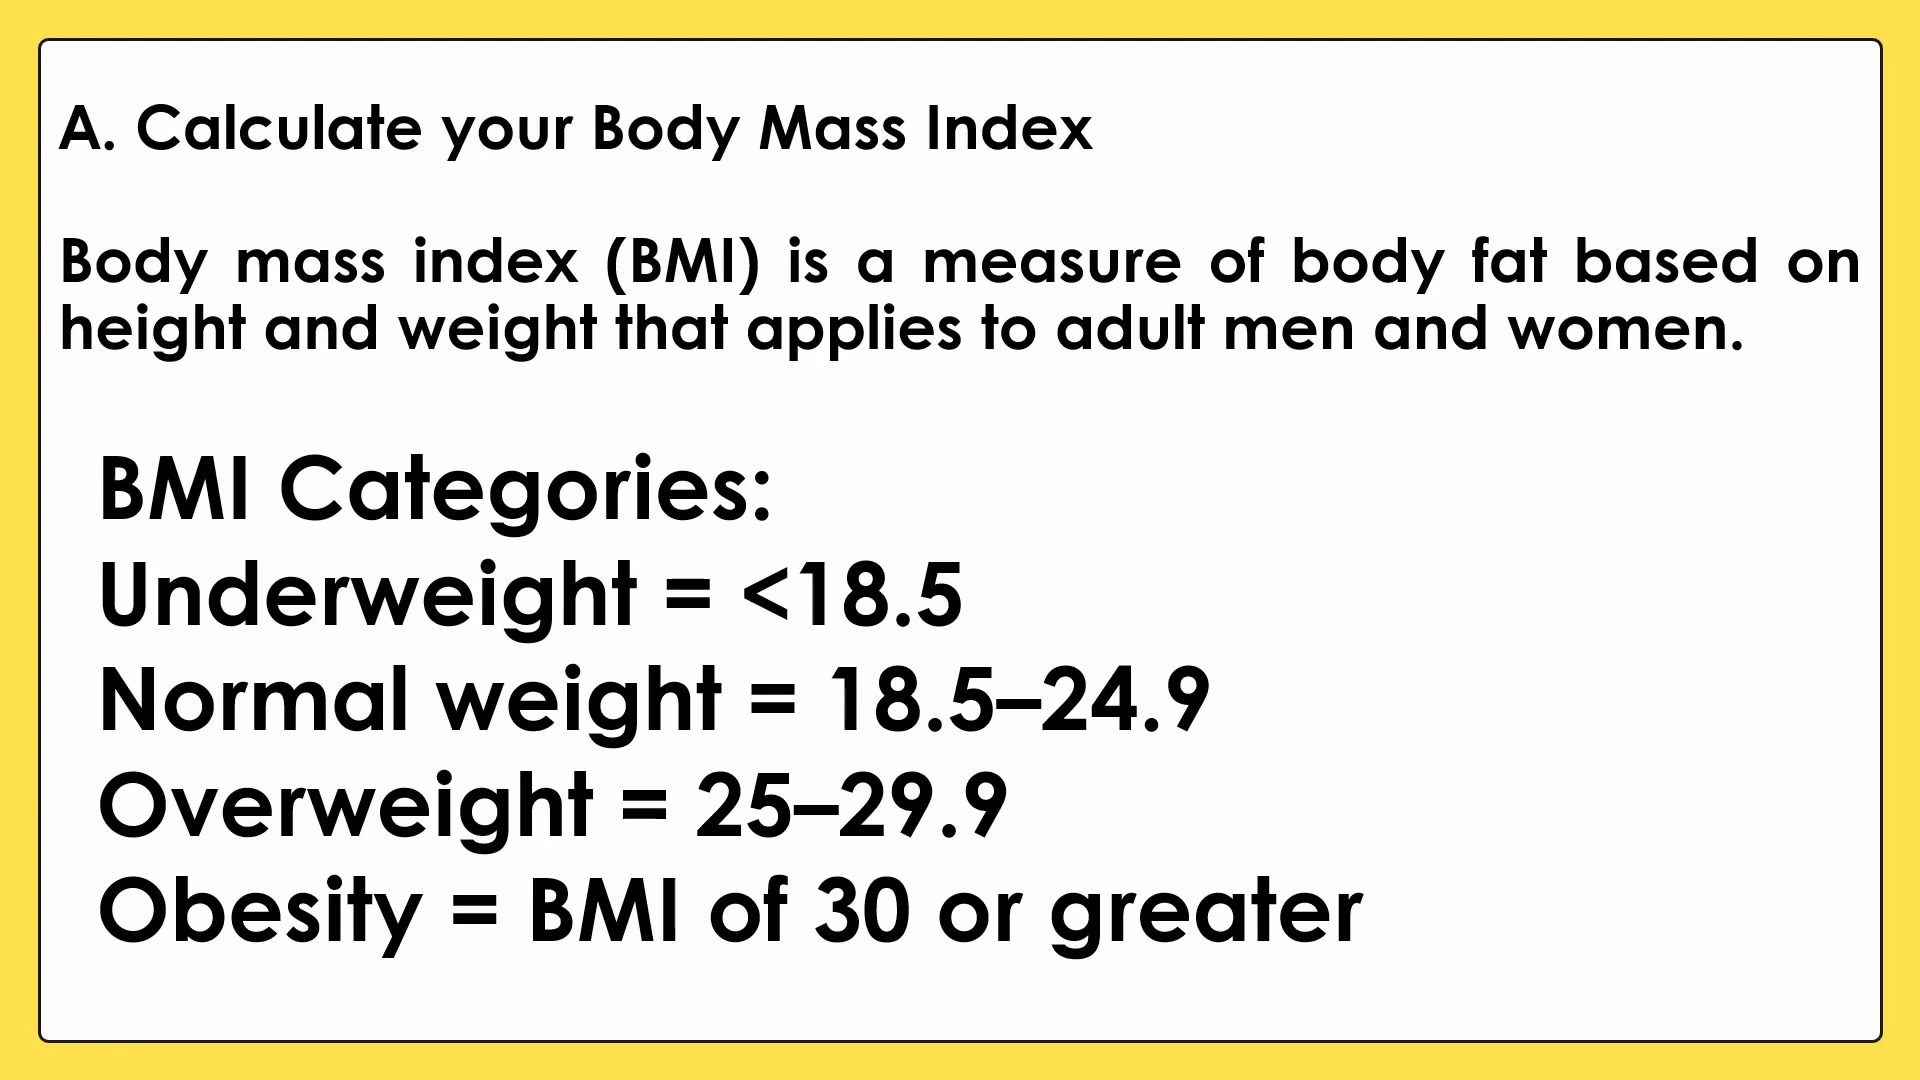 A. Calculate your Body Mass Index
Body mass index (BMI) is a measure of body fat based on
height and weight that applies to adult men and women.
BMI Categories:
Underweight = <18.5
Normal weight = 18.5–24.9
Overweight = 25–29.9
Obesity = BMI of 30 or greater